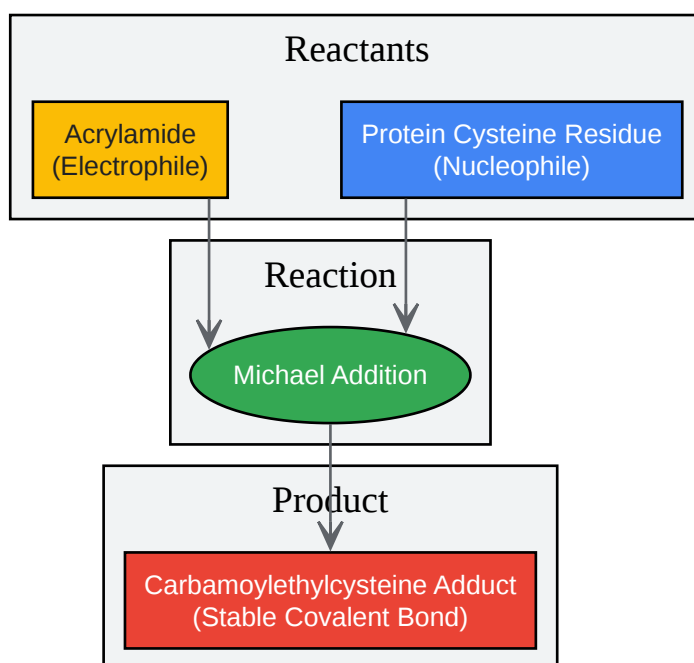 Reactants
Acrylamide
(Electrophile)
Protein Cysteine Residue
(Nucleophile)
Reaction
Michael Addition
Product
Carbamoylethylcysteine Adduct
(Stable Covalent Bond)